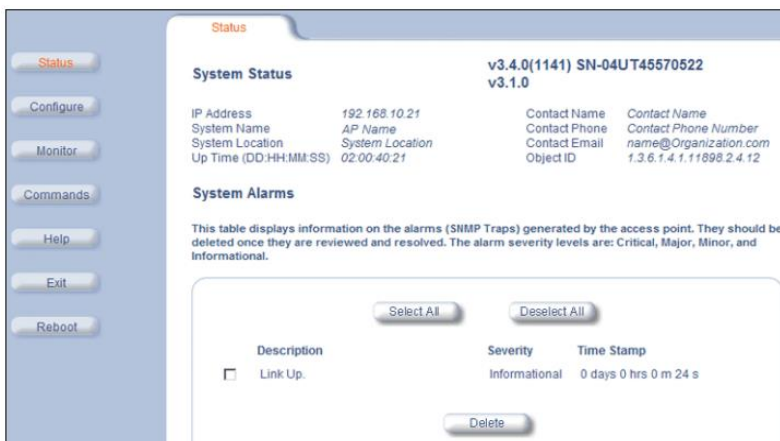 Status
Status
Configure
Monitor
Commands
Help
Exit
Reboot
System Status
v3.4.0(1141) SN-04UT45570522
v3.1.0
IP Address 192.168.10.21 Contact Name Contact Name
System Name AP Name Contact Phone Contact Phone Number
System Location System Location Contact Email name@Organization.com
Up Time (DD:HH:MM:SS) 02:00:40:21 Object ID 1.3.6.1.4.1.11898.2.4.12
System Alarms
This table displays information on the alarms (SNMP Traps) generated by the access point. They should be
deleted once they are reviewed and resolved. The alarm severity levels are: Critical, Major, Minor, and
Informational.
Select All Deselect All
Description Severity Time Stamp
Link Up. Informational 0 days 0 hrs 0 m 24 s
Delete